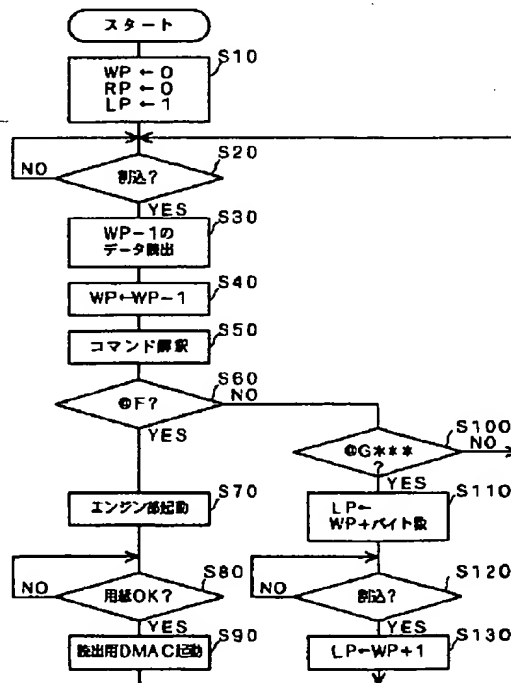 スタート
S10
WP←0
RP←0
LP←1
S20
割込?
NO
YES
S30
WP-1の
データ読出
S40
WP←WP-1
S50
コマンド解釈
S60
@F?
NO
YES
S100
@G***
?
NO
YES
S70
エンジン部起動
S110
LP←
WP+バイト数
S80
用紙OK?
NO
YES
S120
割込?
NO
YES
S90
読出用DMAC起動
S130
LP←WP+1